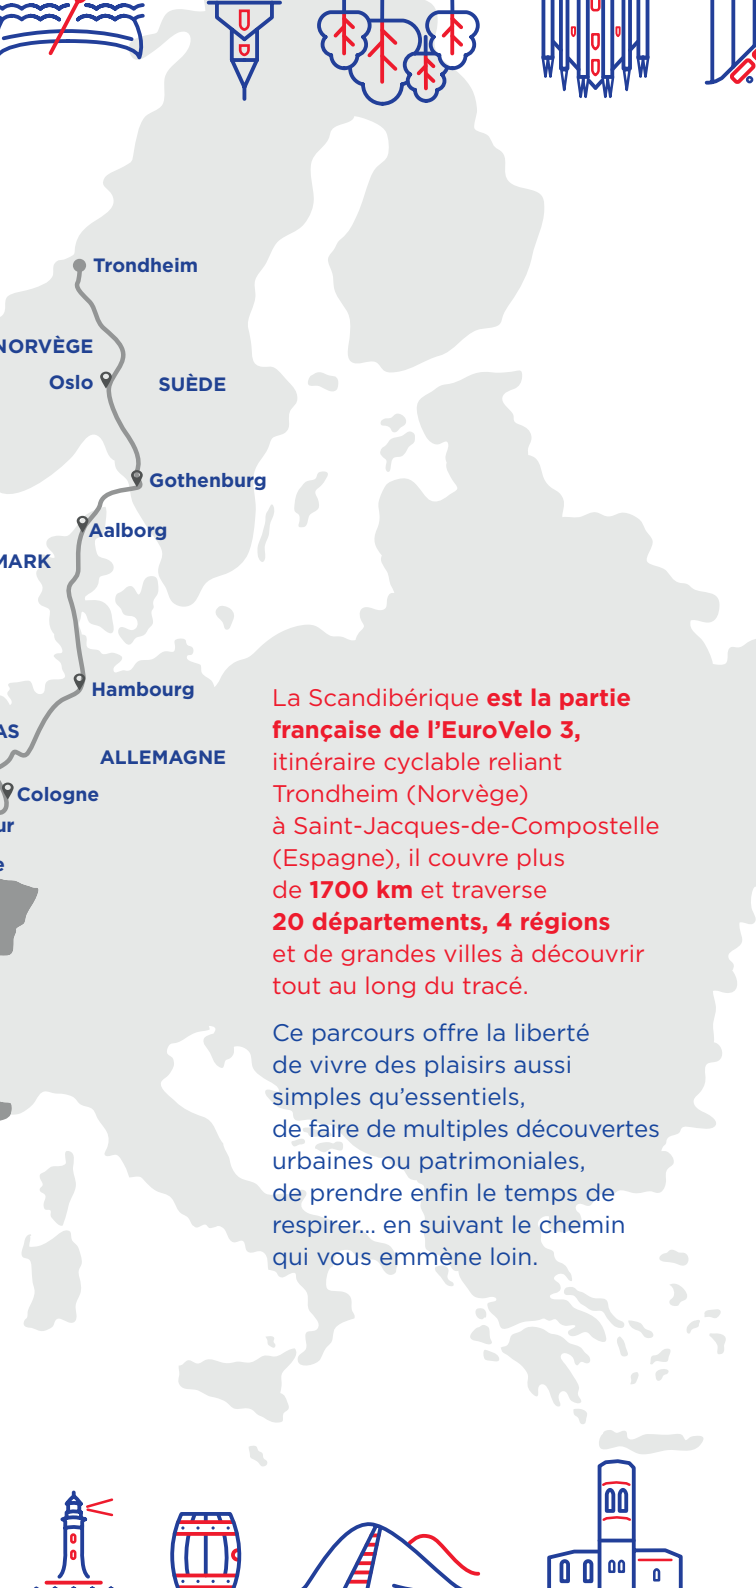 Trondheim
NORVÈGE
Oslo
SUÈDE
Gothenburg
Aalborg
MARK
Hambourg
AS
ALLEMAGNE
Cologne
ur
e
La Scandibérique est la partie
française de l’EuroVelo 3,
itinéraire cyclable reliant
Trondheim (Norvège)
à Saint-Jacques-de-Compostelle
(Espagne), il couvre plus
de 1700 km et traverse
20 départements, 4 régions
et de grandes villes à découvrir
tout au long du tracé.
Ce parcours offre la liberté
de vivre des plaisirs aussi
simples qu’essentiels,
de faire de multiples découvertes
urbaines ou patrimoniales,
de prendre enfin le temps de
respirer... en suivant le chemin
qui vous emmène loin.